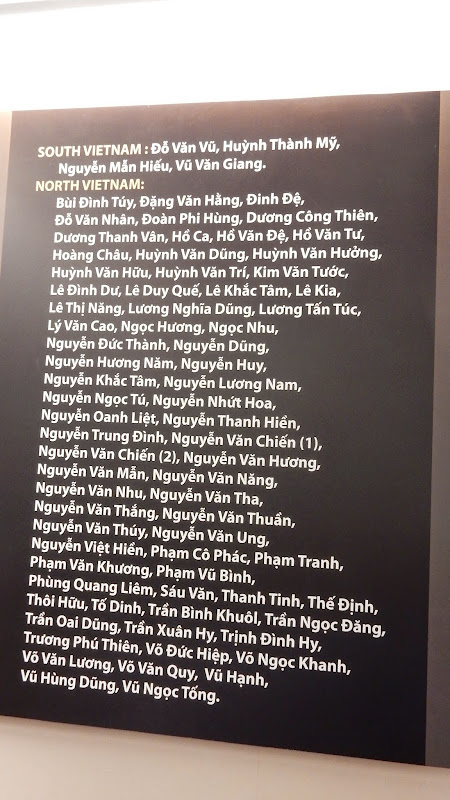 SOUTH VIETNAM : Đỗ Văn Vũ, Huỳnh Thành Mỹ,
Nguyễn Mẫn Hiếu, Vũ Văn Giang.
NORTH VIETNAM:
Bùi Đình Túy, Đặng Văn Hằng, Đinh Đệ,
Đỗ Văn Nhân, Đoàn Phi Hùng, Dương Công Thiên,
Dương Thanh Vân, Hồ Ca, Hồ Văn Đệ, Hồ Văn Tư,
Hoàng Châu, Huỳnh Văn Dũng, Huỳnh Văn Hưởng,
Huỳnh Văn Hữu, Huỳnh Văn Trí, Kim Văn Tước,
Lê Đình Dư, Lê Duy Quế, Lê Khắc Tâm, Lê Kia,
Lê Thị Năng, Lương Nghĩa Dũng, Lương Tấn Túc,
Lý Văn Cao, Ngọc Hương, Ngọc Nhu,
Nguyễn Đức Thành, Nguyễn Dũng,
Nguyễn Hương Năm, Nguyễn Huy,
Nguyễn Khắc Tâm, Nguyễn Lương Nam,
Nguyễn Ngọc Tú, Nguyễn Nhứt Hoa,
Nguyễn Oanh Liệt, Nguyễn Thanh Hiền,
Nguyễn Trung Đình, Nguyễn Văn Chiến (1),
Nguyễn Văn Chiến (2), Nguyễn Văn Hương,
Nguyễn Văn Mẫn, Nguyễn Văn Năng,
Nguyễn Văn Nhu, Nguyễn Văn Tha,
Nguyễn Văn Thắng, Nguyễn Văn Thuần,
Nguyễn Văn Thúy, Nguyễn Văn Ung,
Nguyễn Việt Hiền, Phạm Cô Phác, Phạm Tranh,
Phạm Văn Khương, Phạm Vũ Bình,
Phùng Quang Liêm, Sáu Văn, Thanh Tinh, Thế Định,
Thôi Hữu, Tố Dinh, Trần Bình Khuôl, Trần Ngọc Đăng,
Trần Oai Dũng, Trần Xuân Hy, Trịnh Đình Hy,
Trương Phú Thiên, Võ Đức Hiệp, Võ Ngọc Khanh,
Võ Văn Lương, Võ Văn Quy, Vũ Hạnh,
Vũ Hùng Dũng, Vũ Ngọc Tống.